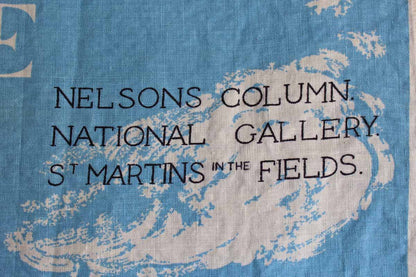 E
NELSONS COLUMN.
NATIONAL GALLERY.
ST MARTINS IN THE FIELDS.